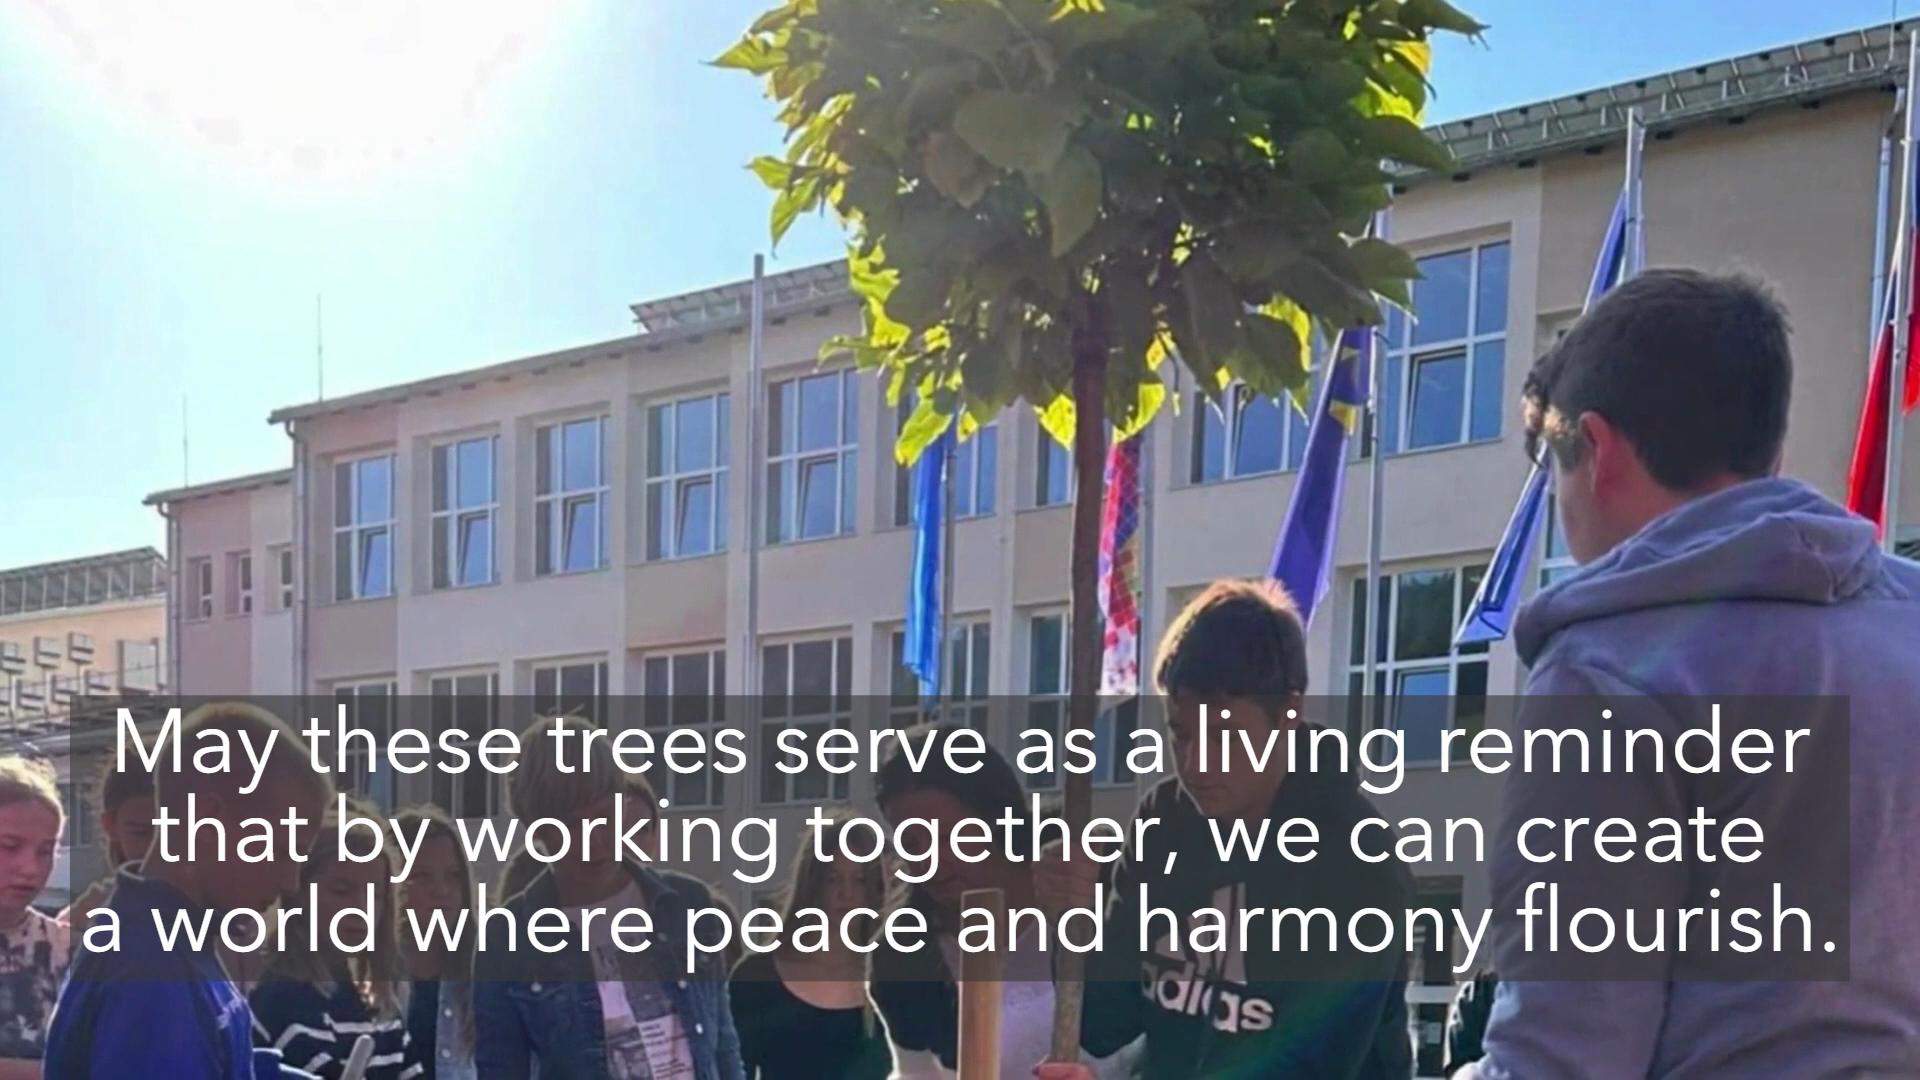 May these trees serve as a living reminder
that by working together, we can create
a world where peace and harmony flourish.
adidas